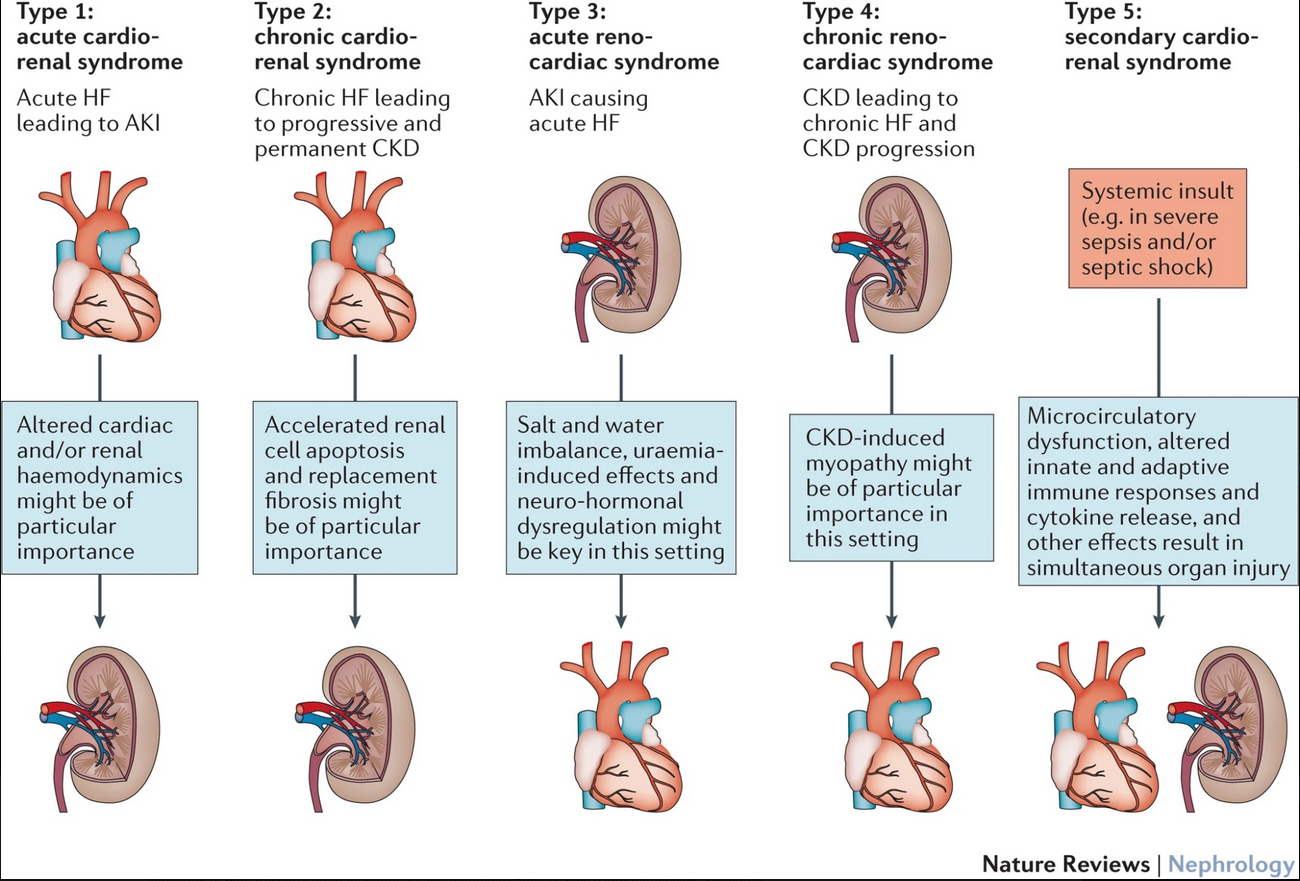 Type 1:
acute cardio-
renal syndrome
Acute HF
leading to AKI
Altered cardiac
and/or renal
haemodynamics
might be of
particular
importance
Type 2:
chronic cardio-
renal syndrome
Chronic HF leading
to progressive and
permanent CKD
Accelerated renal
cell apoptosis
and replacement
fibrosis might
be of particular
importance
Type 3:
acute reno-
cardiac syndrome
AKI causing
acute HF
Salt and water
imbalance, uraemia-
induced effects and
neuro-hormonal
dysregulation might
be key in this setting
Type 4:
chronic reno-
cardiac syndrome
CKD leading to
chronic HF and
CKD progression
CKD-induced
myopathy might
be of particular
importance in
this setting
Type 5:
secondary cardio-
renal syndrome
Systemic insult
(e.g. in severe
sepsis and/or
septic shock)
Microcirculatory
dysfunction, altered
innate and adaptive
immune responses and
cytokine release, and
other effects result in
simultaneous organ injury
Nature Reviews | Nephrology